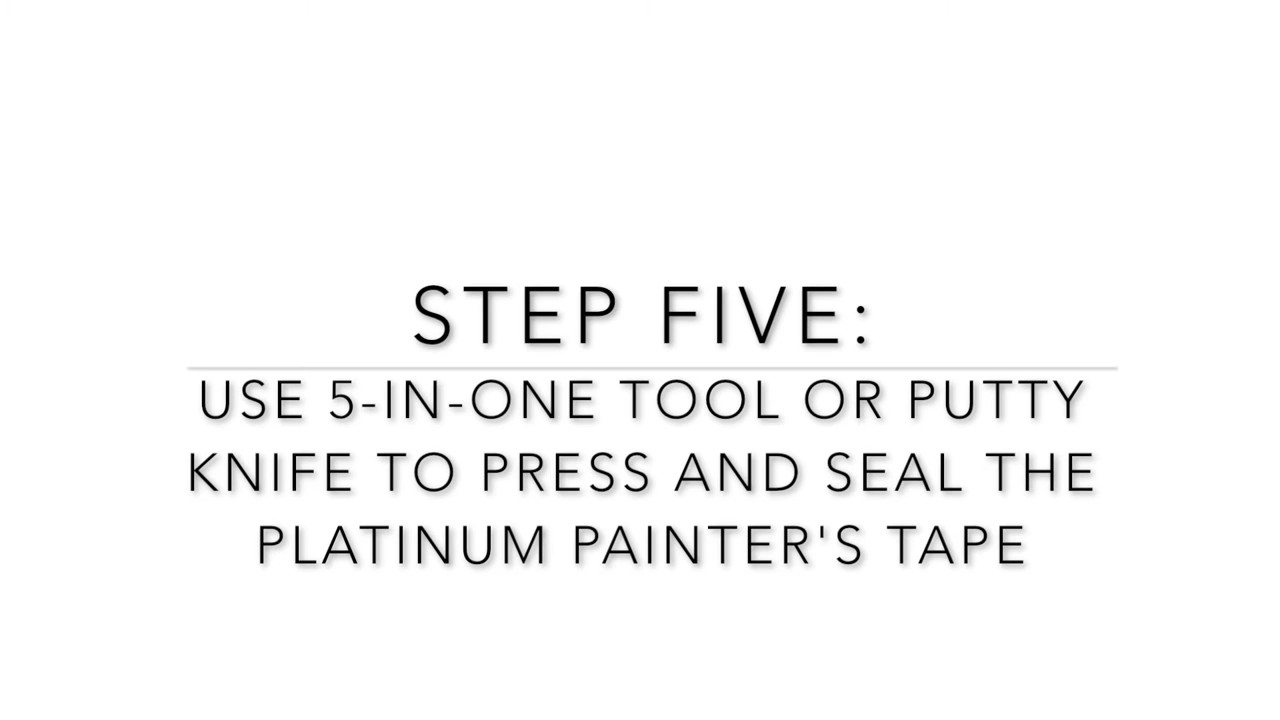 STEP FIVE:
USE 5-IN-ONE TOOL OR PUTTY
KNIFE TO PRESS AND SEAL THE
PLATINUM PAINTER'S TAPE